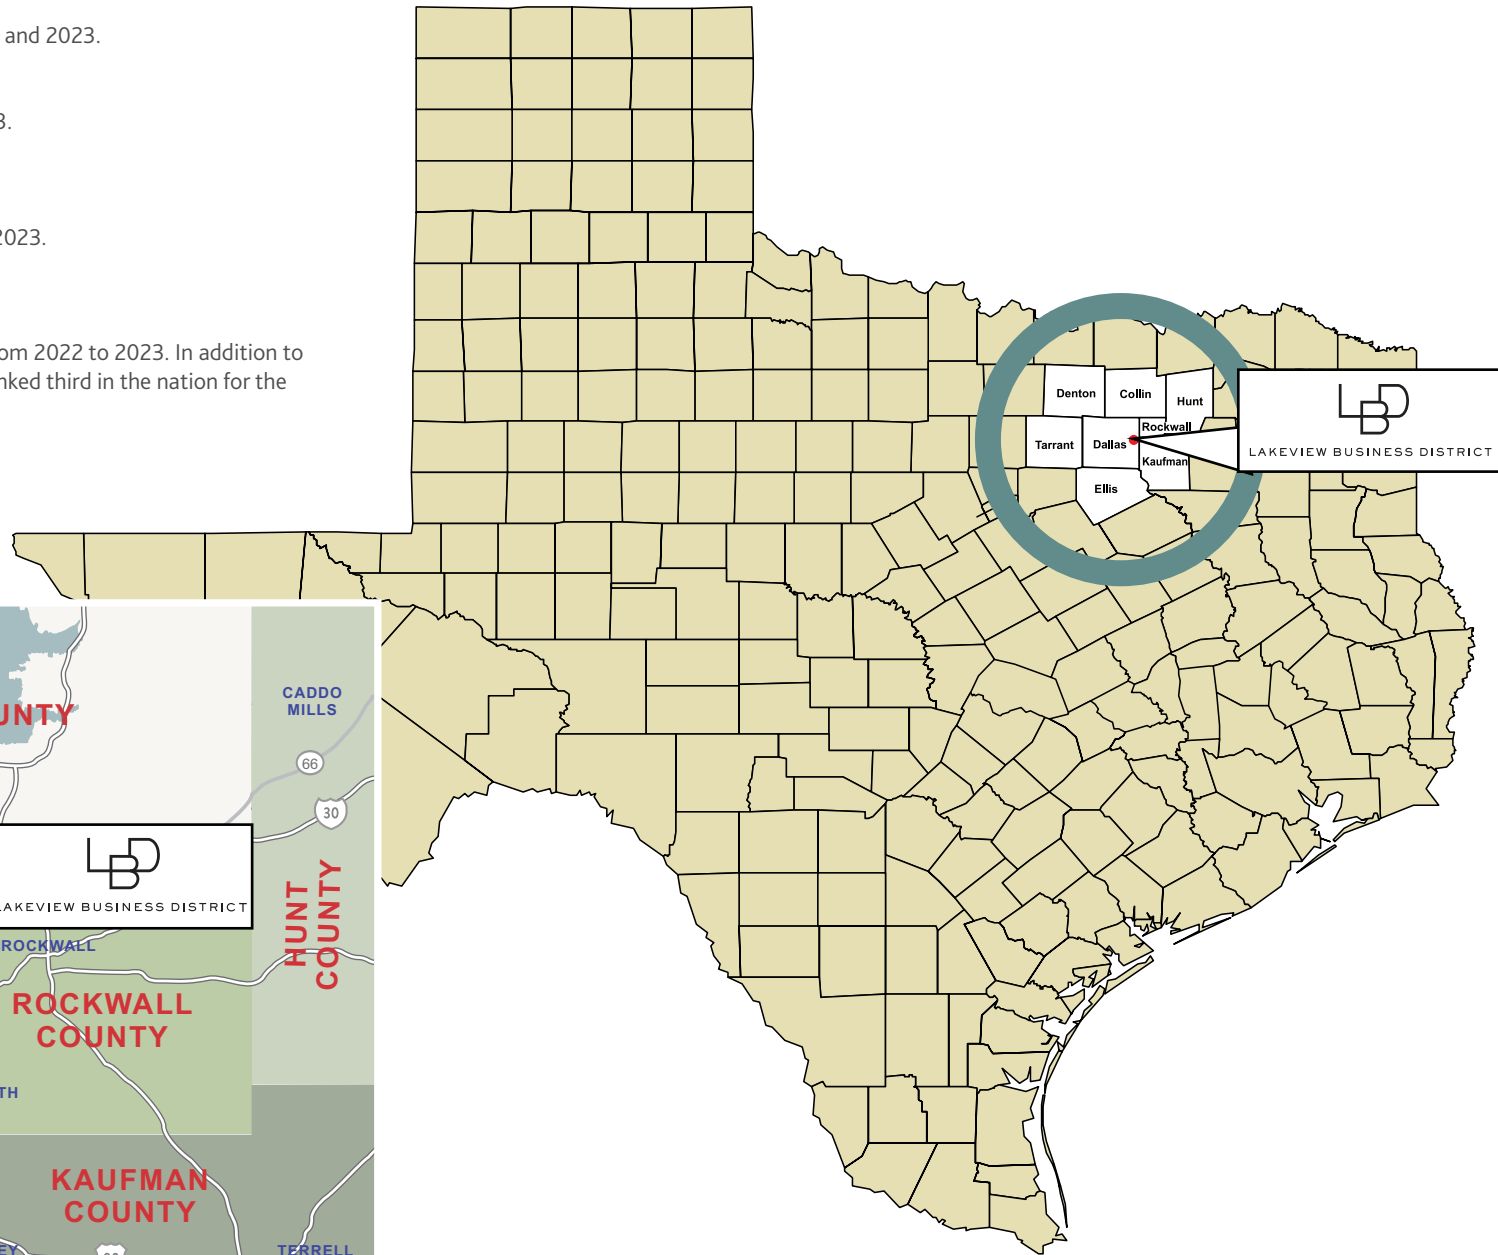 and 2023.
3.
2023.
om 2022 to 2023. In addition to
nked third in the nation for the
Denton
Collin
Hunt
Rockwall
Tarrant
Dallas
Kaufman
Ellis
LBD
LAKEVIEW BUSINESS DISTRICT
UNTY
CADDO
MILLS
66
30
LBD
LAKEVIEW BUSINESS DISTRICT
HUNT
COUNTY
ROCKWALL
ROCKWALL
COUNTY
TH
KAUFMAN
COUNTY
EY
TERRELL